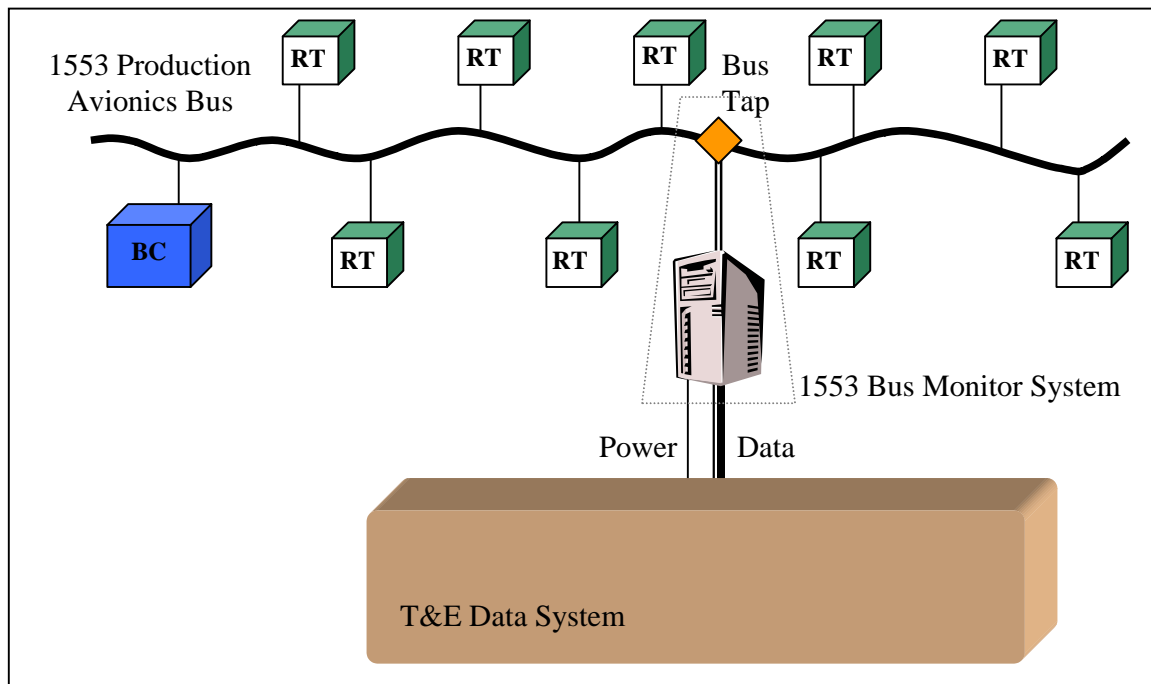 RT
RT
RT
RT
RT
1553 Production
Avionics Bus
Bus
Tap
BC
RT
RT
RT
RT
1553 Bus Monitor System
Power
Data
T&E Data System